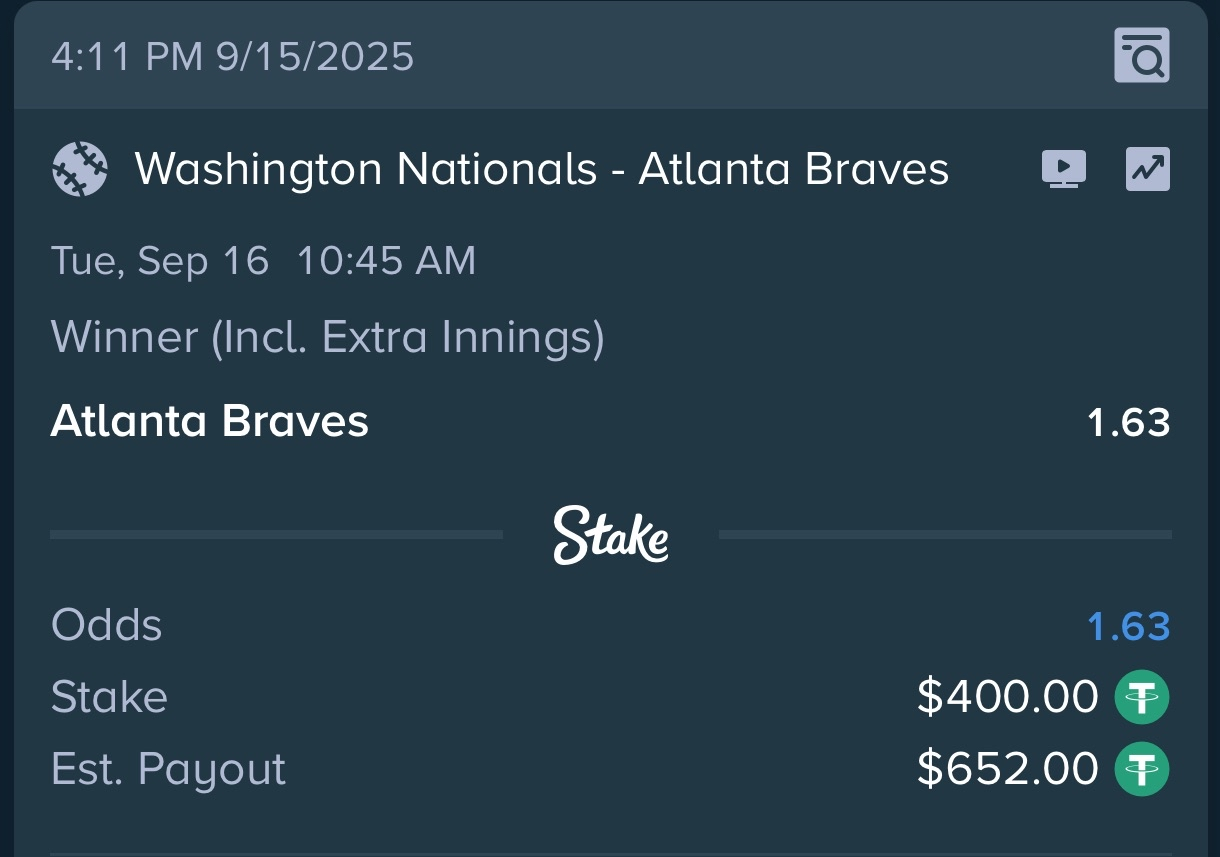 4:11 PM 9/15/2025
Washington Nationals - Atlanta Braves
Tue, Sep 16 10:45 AM
Winner (Incl. Extra Innings)
Atlanta Braves 1.63
Stake
Odds 1.63
Stake $400.00
Est. Payout $652.00